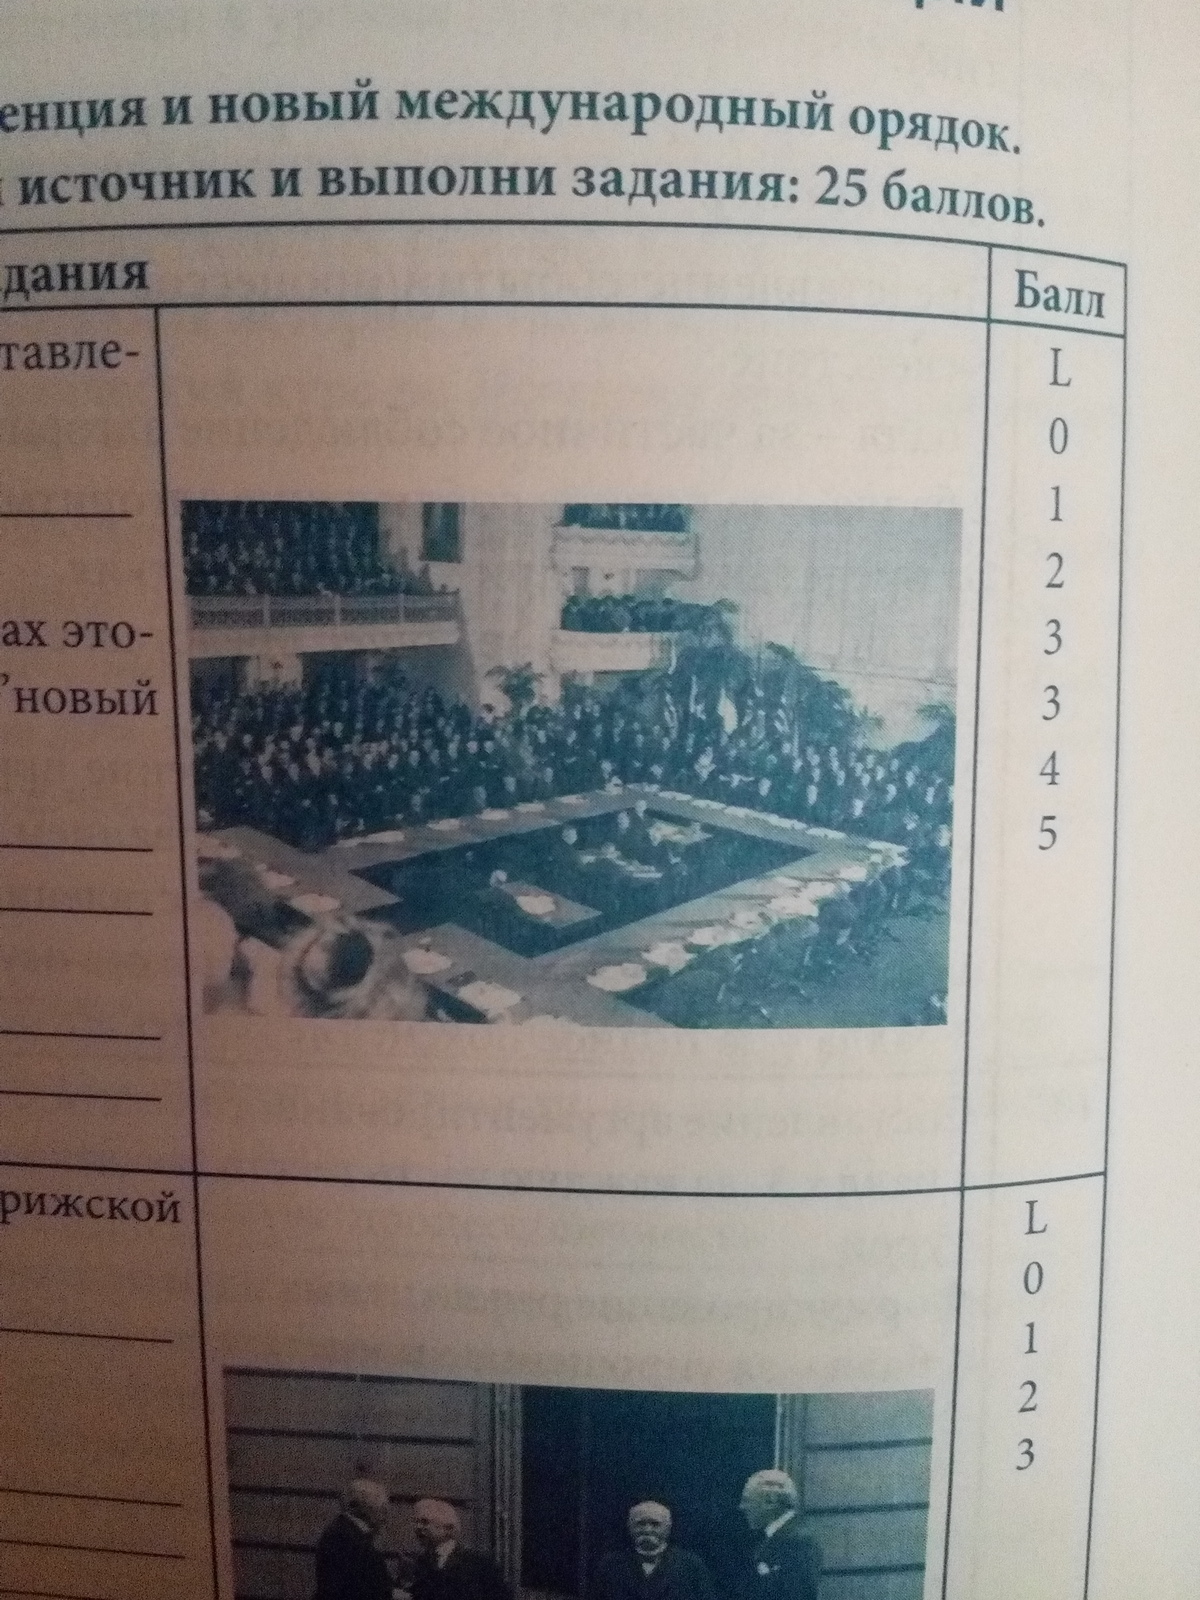 енция и новый международный орядок.
источник и выполни задания: 25 баллов.
дания
Балл
тавле-
L
0
1
2
ах это-
3
"новый
3
4
5
рижской
L
0
1
2
3